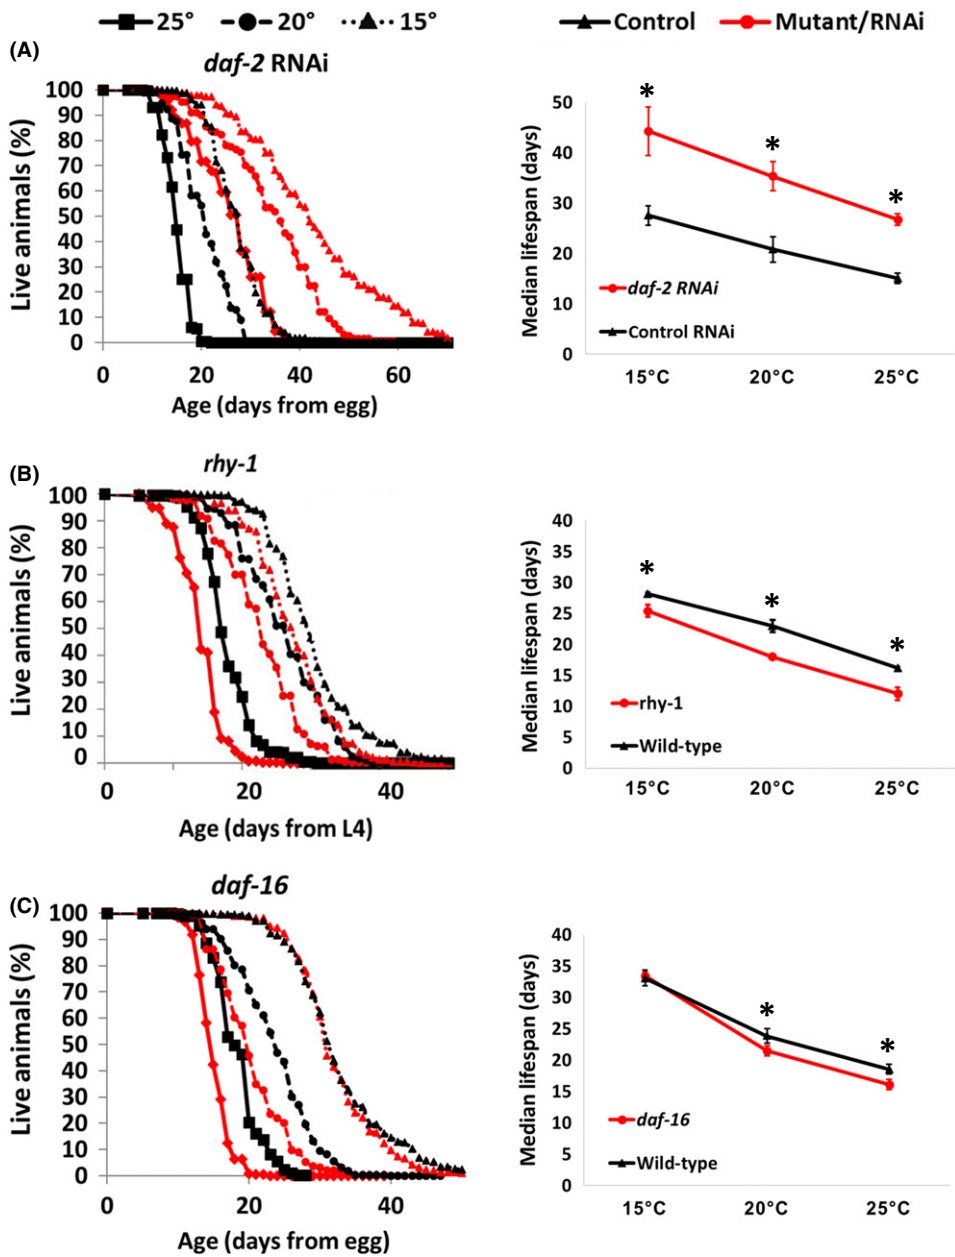 25° 20° 15° Control Mutant/RNAi
(A)
daf-2 RNAi
Live animals (%)
100
90
80
70
60
50
40
30
20
10
0
0 20 40 60
Age (days from egg)
Median lifespan (days)
50
40
30
20
10
0
daf-2 RNAi
Control RNAi
15°C 20°C 25°C
* * *
(B)
rhy-1
Live animals (%)
100
90
80
70
60
50
40
30
20
10
0
0 20 40
Age (days from L4)
Median lifespan (days)
40
35
30
25
20
15
10
5
0
rhy-1
Wild-type
15°C 20°C 25°C
* * *
(C)
daf-16
Live animals (%)
100
90
80
70
60
50
40
30
20
10
0
0 20 40
Age (days from egg)
Median lifespan (days)
40
35
30
25
20
15
10
5
0
daf-16
Wild-type
15°C 20°C 25°C
* *